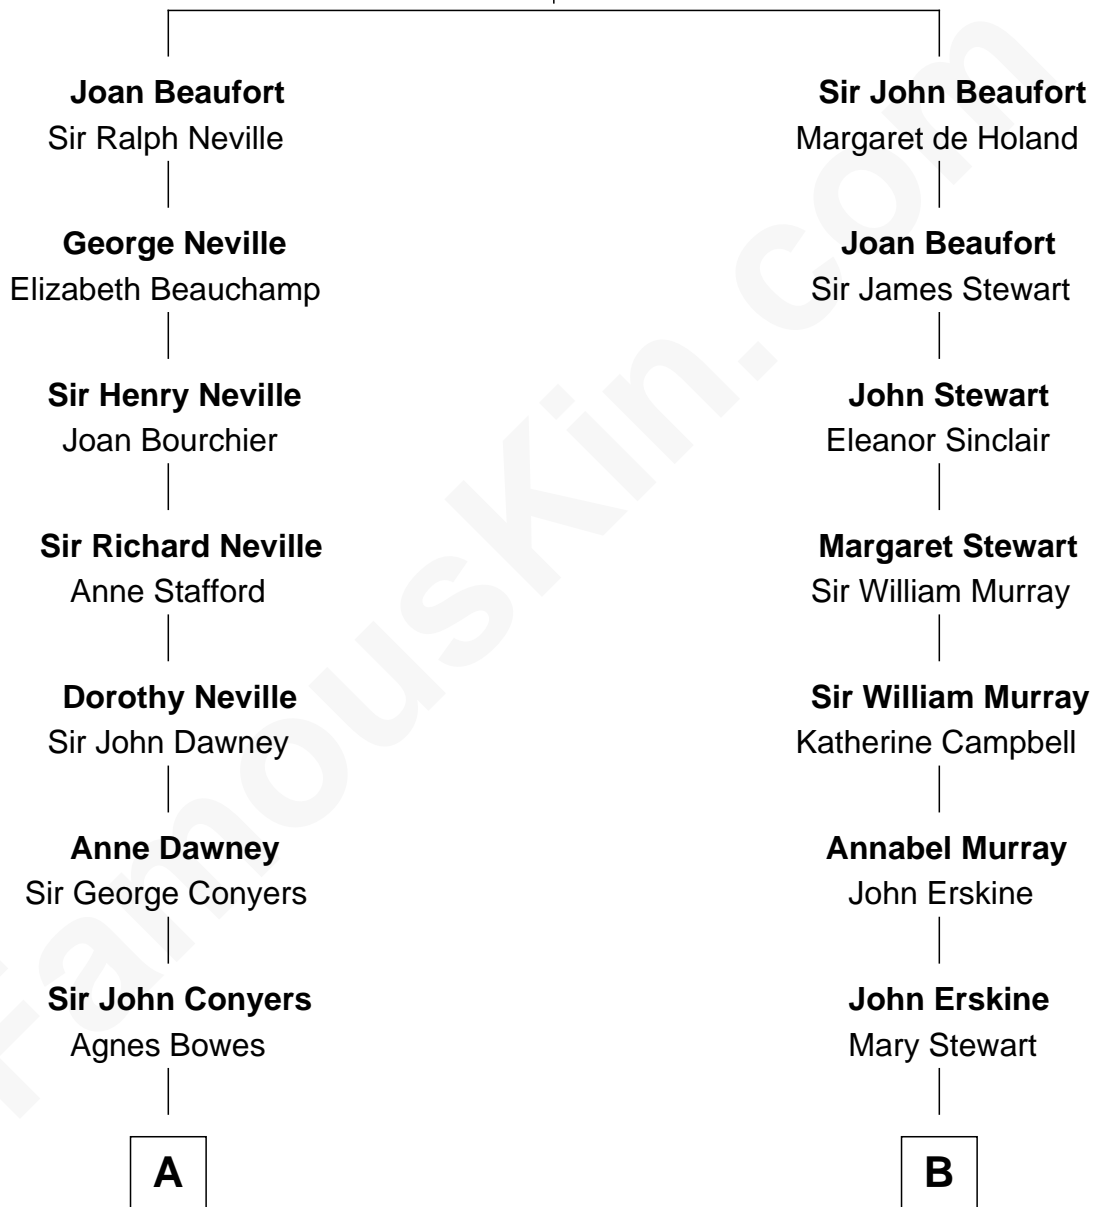 Joan Beaufort
Sir Ralph Neville
George Neville
Elizabeth Beauchamp
Sir Henry Neville
Joan Bourchier
Sir Richard Neville
Anne Stafford
Dorothy Neville
Sir John Dawney
Anne Dawney
Sir George Conyers
Sir John Conyers
Agnes Bowes
A
Sir John Beaufort
Margaret de Holand
Joan Beaufort
Sir James Stewart
John Stewart
Eleanor Sinclair
Margaret Stewart
Sir William Murray
Sir William Murray
Katherine Campbell
Annabel Murray
John Erskine
John Erskine
Mary Stewart
B
FamousKin.com